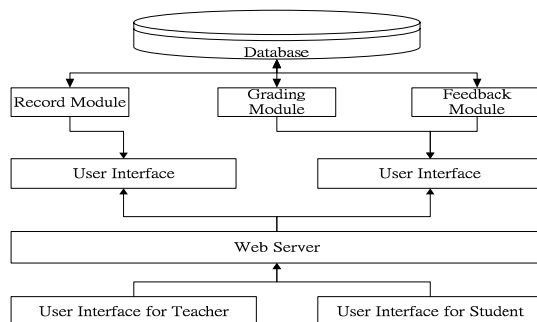 Database
Record Module
Grading
Module
Feedback
Module
User Interface
User Interface
Web Server
User Interface for Teacher
User Interface for Student